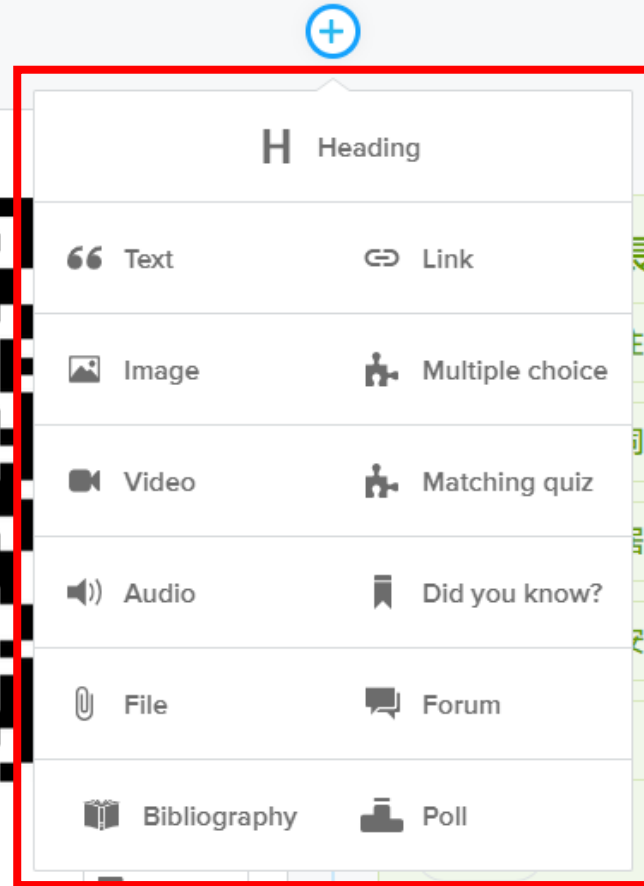 Heading
Text Link
Image Multiple choice
Video Matching quiz
Audio Did you know?
File Forum
Bibliography Poll